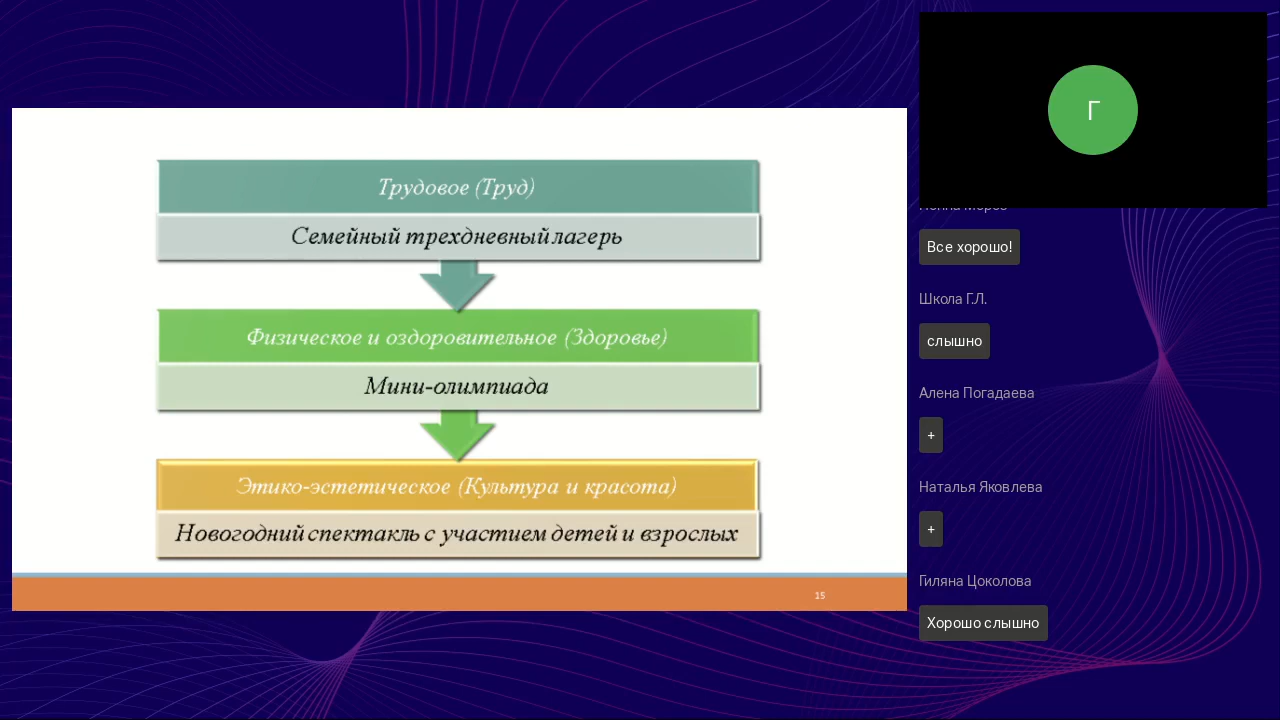 Трудовое (Труд)
Семейный трехдневный лагерь
Физическое и оздоровительное (Здоровье)
Мини-олимпиада
Этико-эстетическое (Культура и красота)
Новогодний спектакль с участием детей и взрослых
15
Г
Все хорошо!
Школа Г.Л.
слышно
Алена Погадаева
+
Наталья Яковлева
+
Гиляна Цоколова
Хорошо слышно